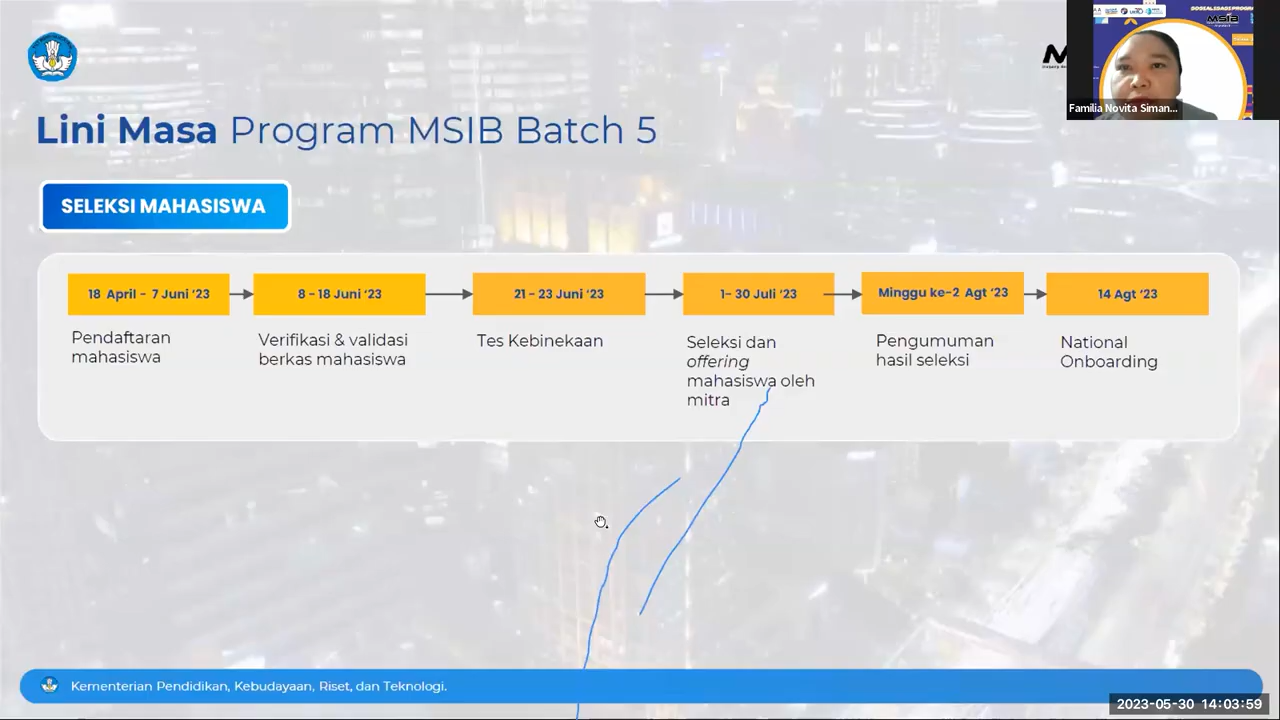 Familia Novita Siman...
Lini Masa Program MSIB Batch 5
SELEKSI MAHASISWA
18 April - 7 Juni ‘23
8 - 18 Juni ‘23
21 - 23 Juni ‘23
1- 30 Juli ‘23
Minggu ke-2 Agt ‘23
14 Agt ‘23
Pendaftaran
mahasiswa
Verifikasi & validasi
berkas mahasiswa
Tes Kebinekaan
Seleksi dan
offering
mahasiswa oleh
mitra
Pengumuman
hasil seleksi
National
Onboarding
Kementerian Pendidikan, Kebudayaan, Riset, dan Teknologi.
2023-05-30 14:03:59